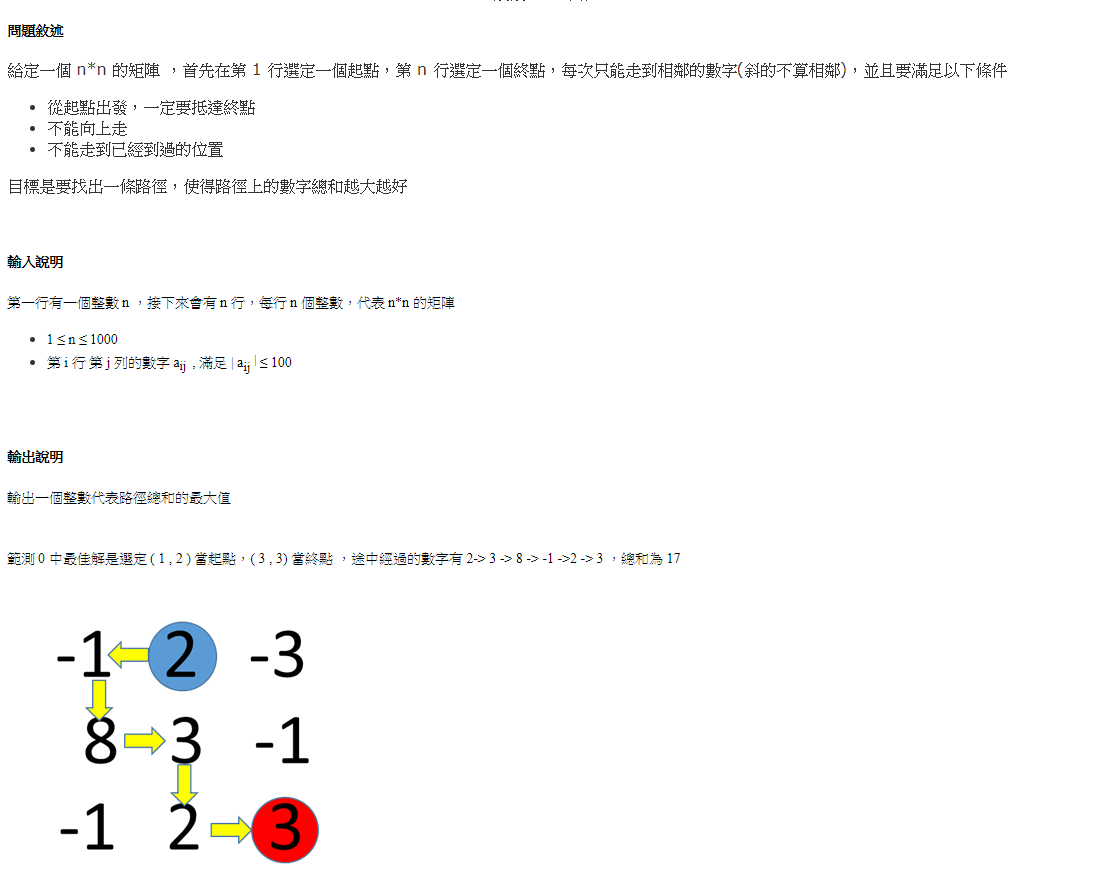 問題敘述
給定一個 n*n 的矩陣 ，首先在第 1 行選定一個起點，第 n 行選定一個終點，每次只能走到相鄰的數字(斜的不算相鄰)，並且要滿足以下條件
• 從起點出發，一定要抵達終點
• 不能向上走
• 不能走到已經到過的位置
目標是要找出一條路徑，使得路徑上的數字總和越大越好
輸入說明
第一行有一個整數 n ，接下來會有 n 行，每行 n 個整數，代表 n*n 的矩陣
• 1 ≤ n ≤ 1000
• 第 i 行 第 j 列的數字 aij , 滿足 | aij | ≤ 100
輸出說明
輸出一個整數代表路徑總和的最大值
範測 0 中最佳解是選定 ( 1 , 2 ) 當起點，( 3 , 3) 當終點 ，途中經過的數字有 2-> 3 -> 8 -> -1 ->2 -> 3 ，總和為 17
-1 2 -3
8 3 -1
-1 2 3